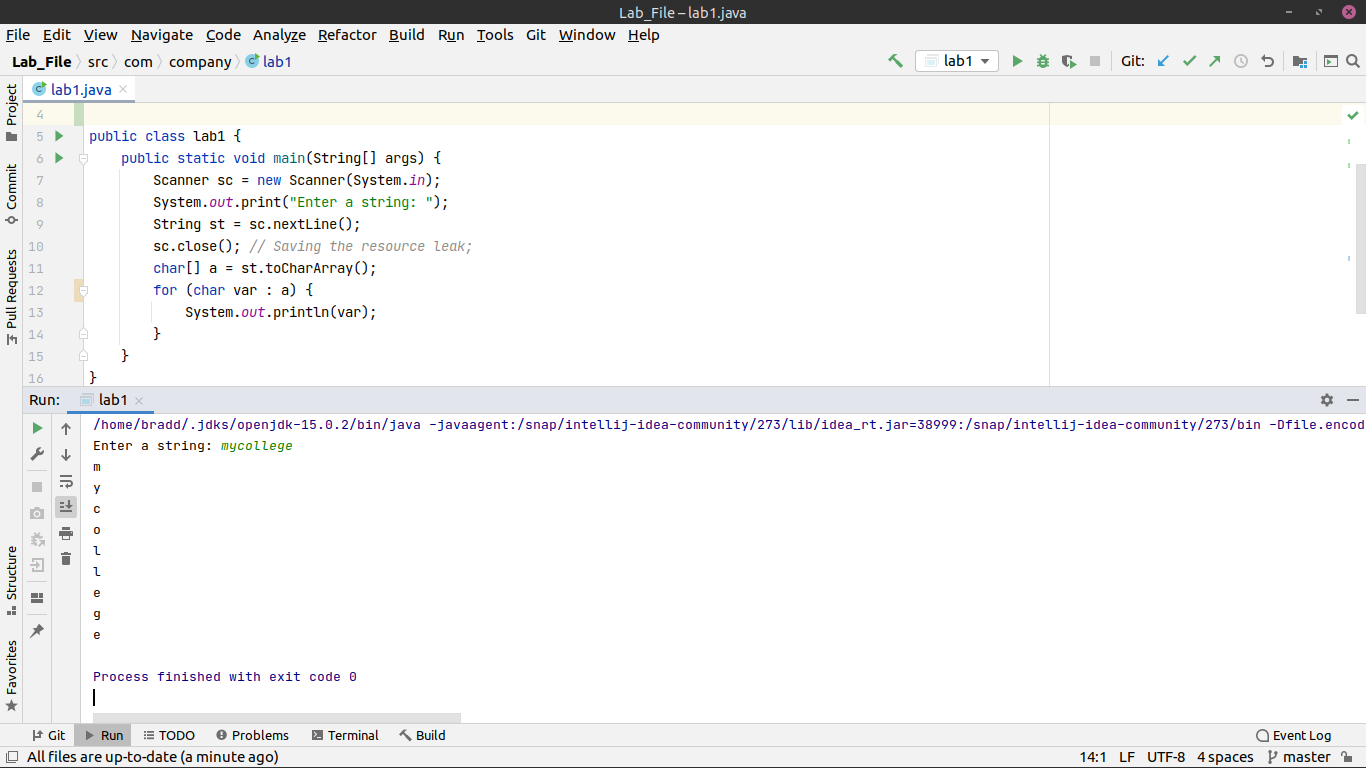 Lab_File – lab1.java
File Edit View Navigate Code Analyze Refactor Build Run Tools Git Window Help
Lab_File src com company lab1 lab1 Git:
lab1.java
Project
Commit
Pull Requests
Structure
Favorites
4
5 public class lab1 {
6 public static void main(String[] args) {
7 Scanner sc = new Scanner(System.in);
8 System.out.print("Enter a string: ");
9 String st = sc.nextLine();
10 sc.close(); // Saving the resource leak;
11 char[] a = st.toCharArray();
12 for (char var : a) {
13 System.out.println(var);
14 }
15 }
16 }
Run: lab1
/home/bradd/.jdks/openjdk-15.0.2/bin/java -javaagent:/snap/intellij-idea-community/273/lib/idea_rt.jar=38999:/snap/intellij-idea-community/273/bin -Dfile.encod
Enter a string: mycollege
m
y
c
o
l
l
e
g
e
Process finished with exit code 0
Git Run TODO Problems Terminal Build Event Log
All files are up-to-date (a minute ago) 14:1 LF UTF-8 4 spaces master